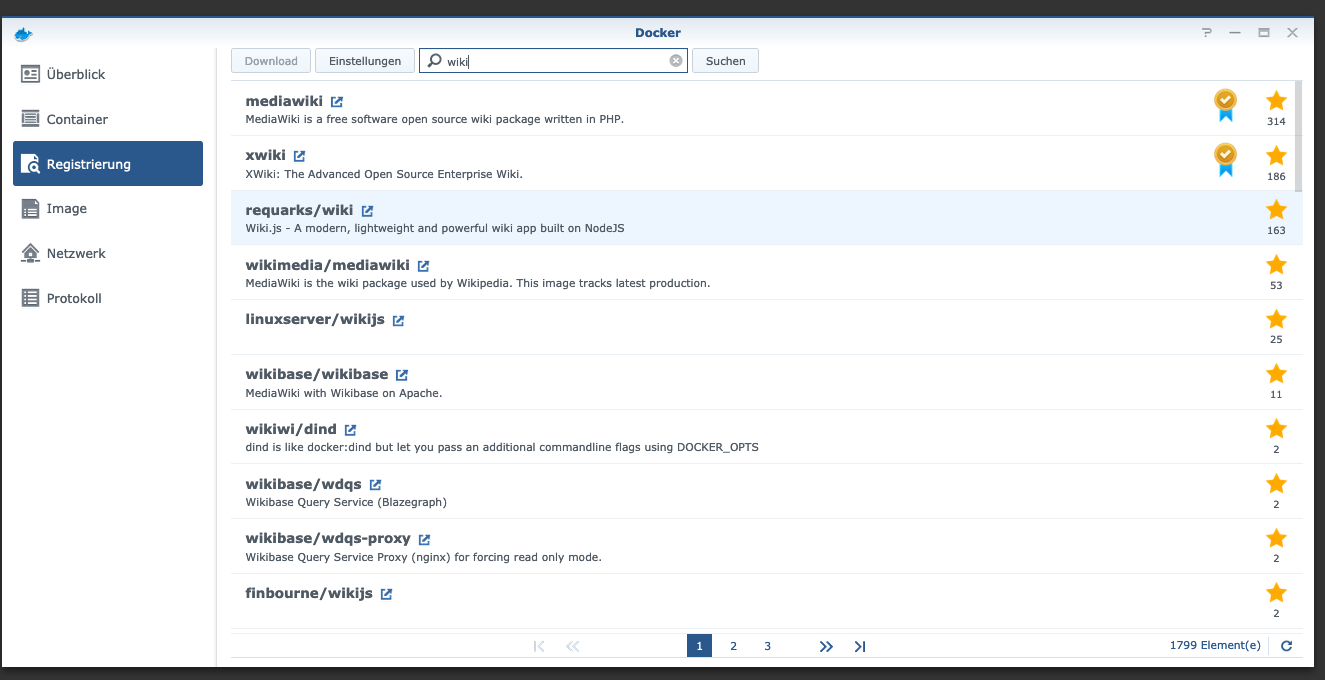 Docker
Überblick
Container
Registrierung
Image
Netzwerk
Protokoll
Download
Einstellungen
wiki
Suchen
mediawiki
MediaWiki is a free software open source wiki package written in PHP.
314
xwiki
XWiki: The Advanced Open Source Enterprise Wiki.
186
requarks/wiki
Wiki.js - A modern, lightweight and powerful wiki app built on NodeJS
163
wikimedia/mediawiki
MediaWiki is the wiki package used by Wikipedia. This image tracks latest production.
53
linuxserver/wikijs
25
wikibase/wikibase
MediaWiki with Wikibase on Apache.
11
wikiwi/dind
dind is like docker:dind but let you pass an additional commandline flags using DOCKER_OPTS
2
wikibase/wdqs
Wikibase Query Service (Blazegraph)
2
wikibase/wdqs-proxy
Wikibase Query Service Proxy (nginx) for forcing read only mode.
2
finbourne/wikijs
2
1 2 3
1799 Element(e)